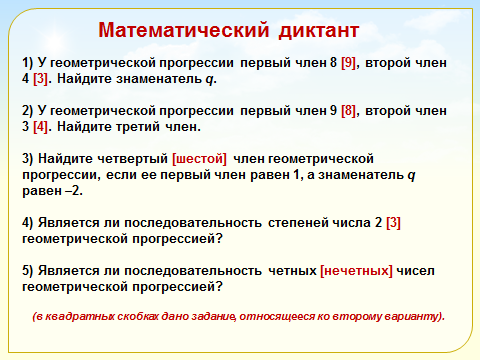 Математический диктант
1) У геометрической прогрессии первый член 8 [9], второй член
4 [3]. Найдите знаменатель q.
2) У геометрической прогрессии первый член 9 [8], второй член
3 [4]. Найдите третий член.
3) Найдите четвертый [шестой] член геометрической
прогрессии, если ее первый член равен 1, а знаменатель q
равен –2.
4) Является ли последовательность степеней числа 2 [3]
геометрической прогрессией?
5) Является ли последовательность четных [нечетных] чисел
геометрической прогрессией?
(в квадратных скобках дано задание, относящееся ко второму варианту).